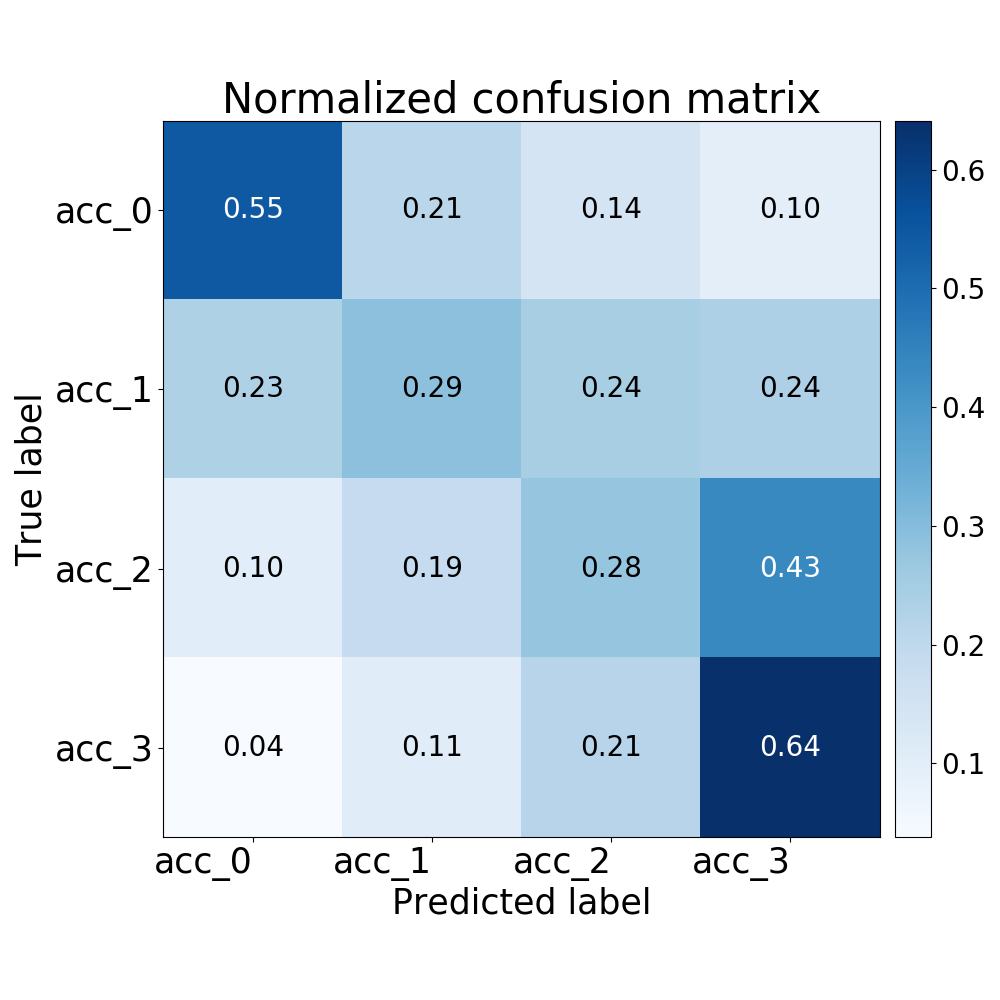 Normalized confusion matrix
True label
acc_0 0.55 0.21 0.14 0.10
acc_1 0.23 0.29 0.24 0.24
acc_2 0.10 0.19 0.28 0.43
acc_3 0.04 0.11 0.21 0.64
acc_0 acc_1 acc_2 acc_3
Predicted label
0.6
0.5
0.4
0.3
0.2
0.1